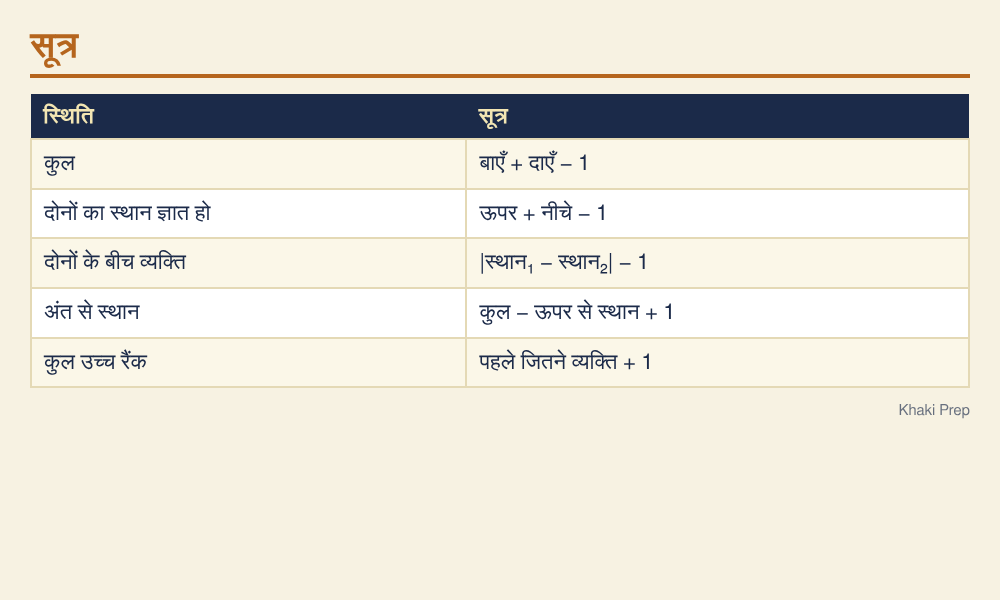 सूत्र
स्थिति सूत्र
कुल बाएँ + दाएँ − 1
दोनों का स्थान ज्ञात हो ऊपर + नीचे − 1
दोनों के बीच व्यक्ति |स्थान₁ − स्थान₂| − 1
अंत से स्थान कुल − ऊपर से स्थान + 1
कुल उच्च रैंक पहले जितने व्यक्ति + 1
Khaki Prep